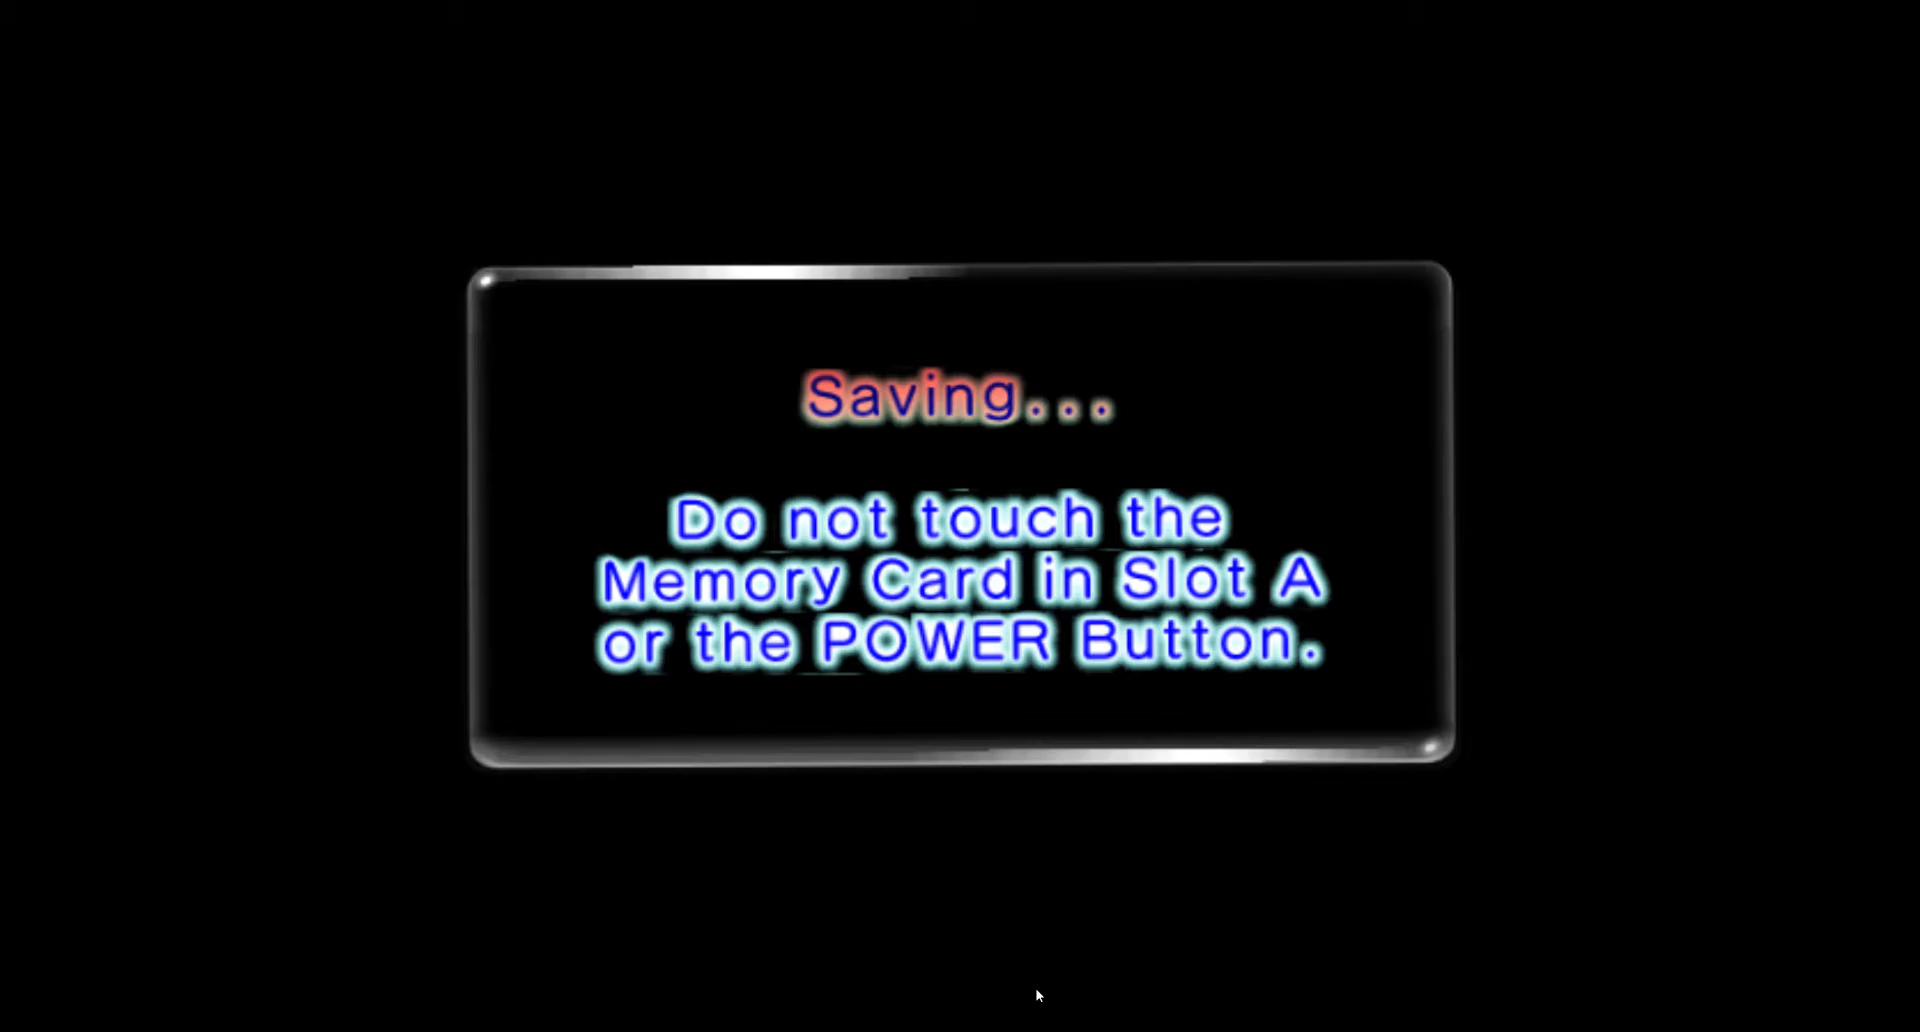 Saving...
Do not touch the
Memory Card in Slot A
or the POWER Button.